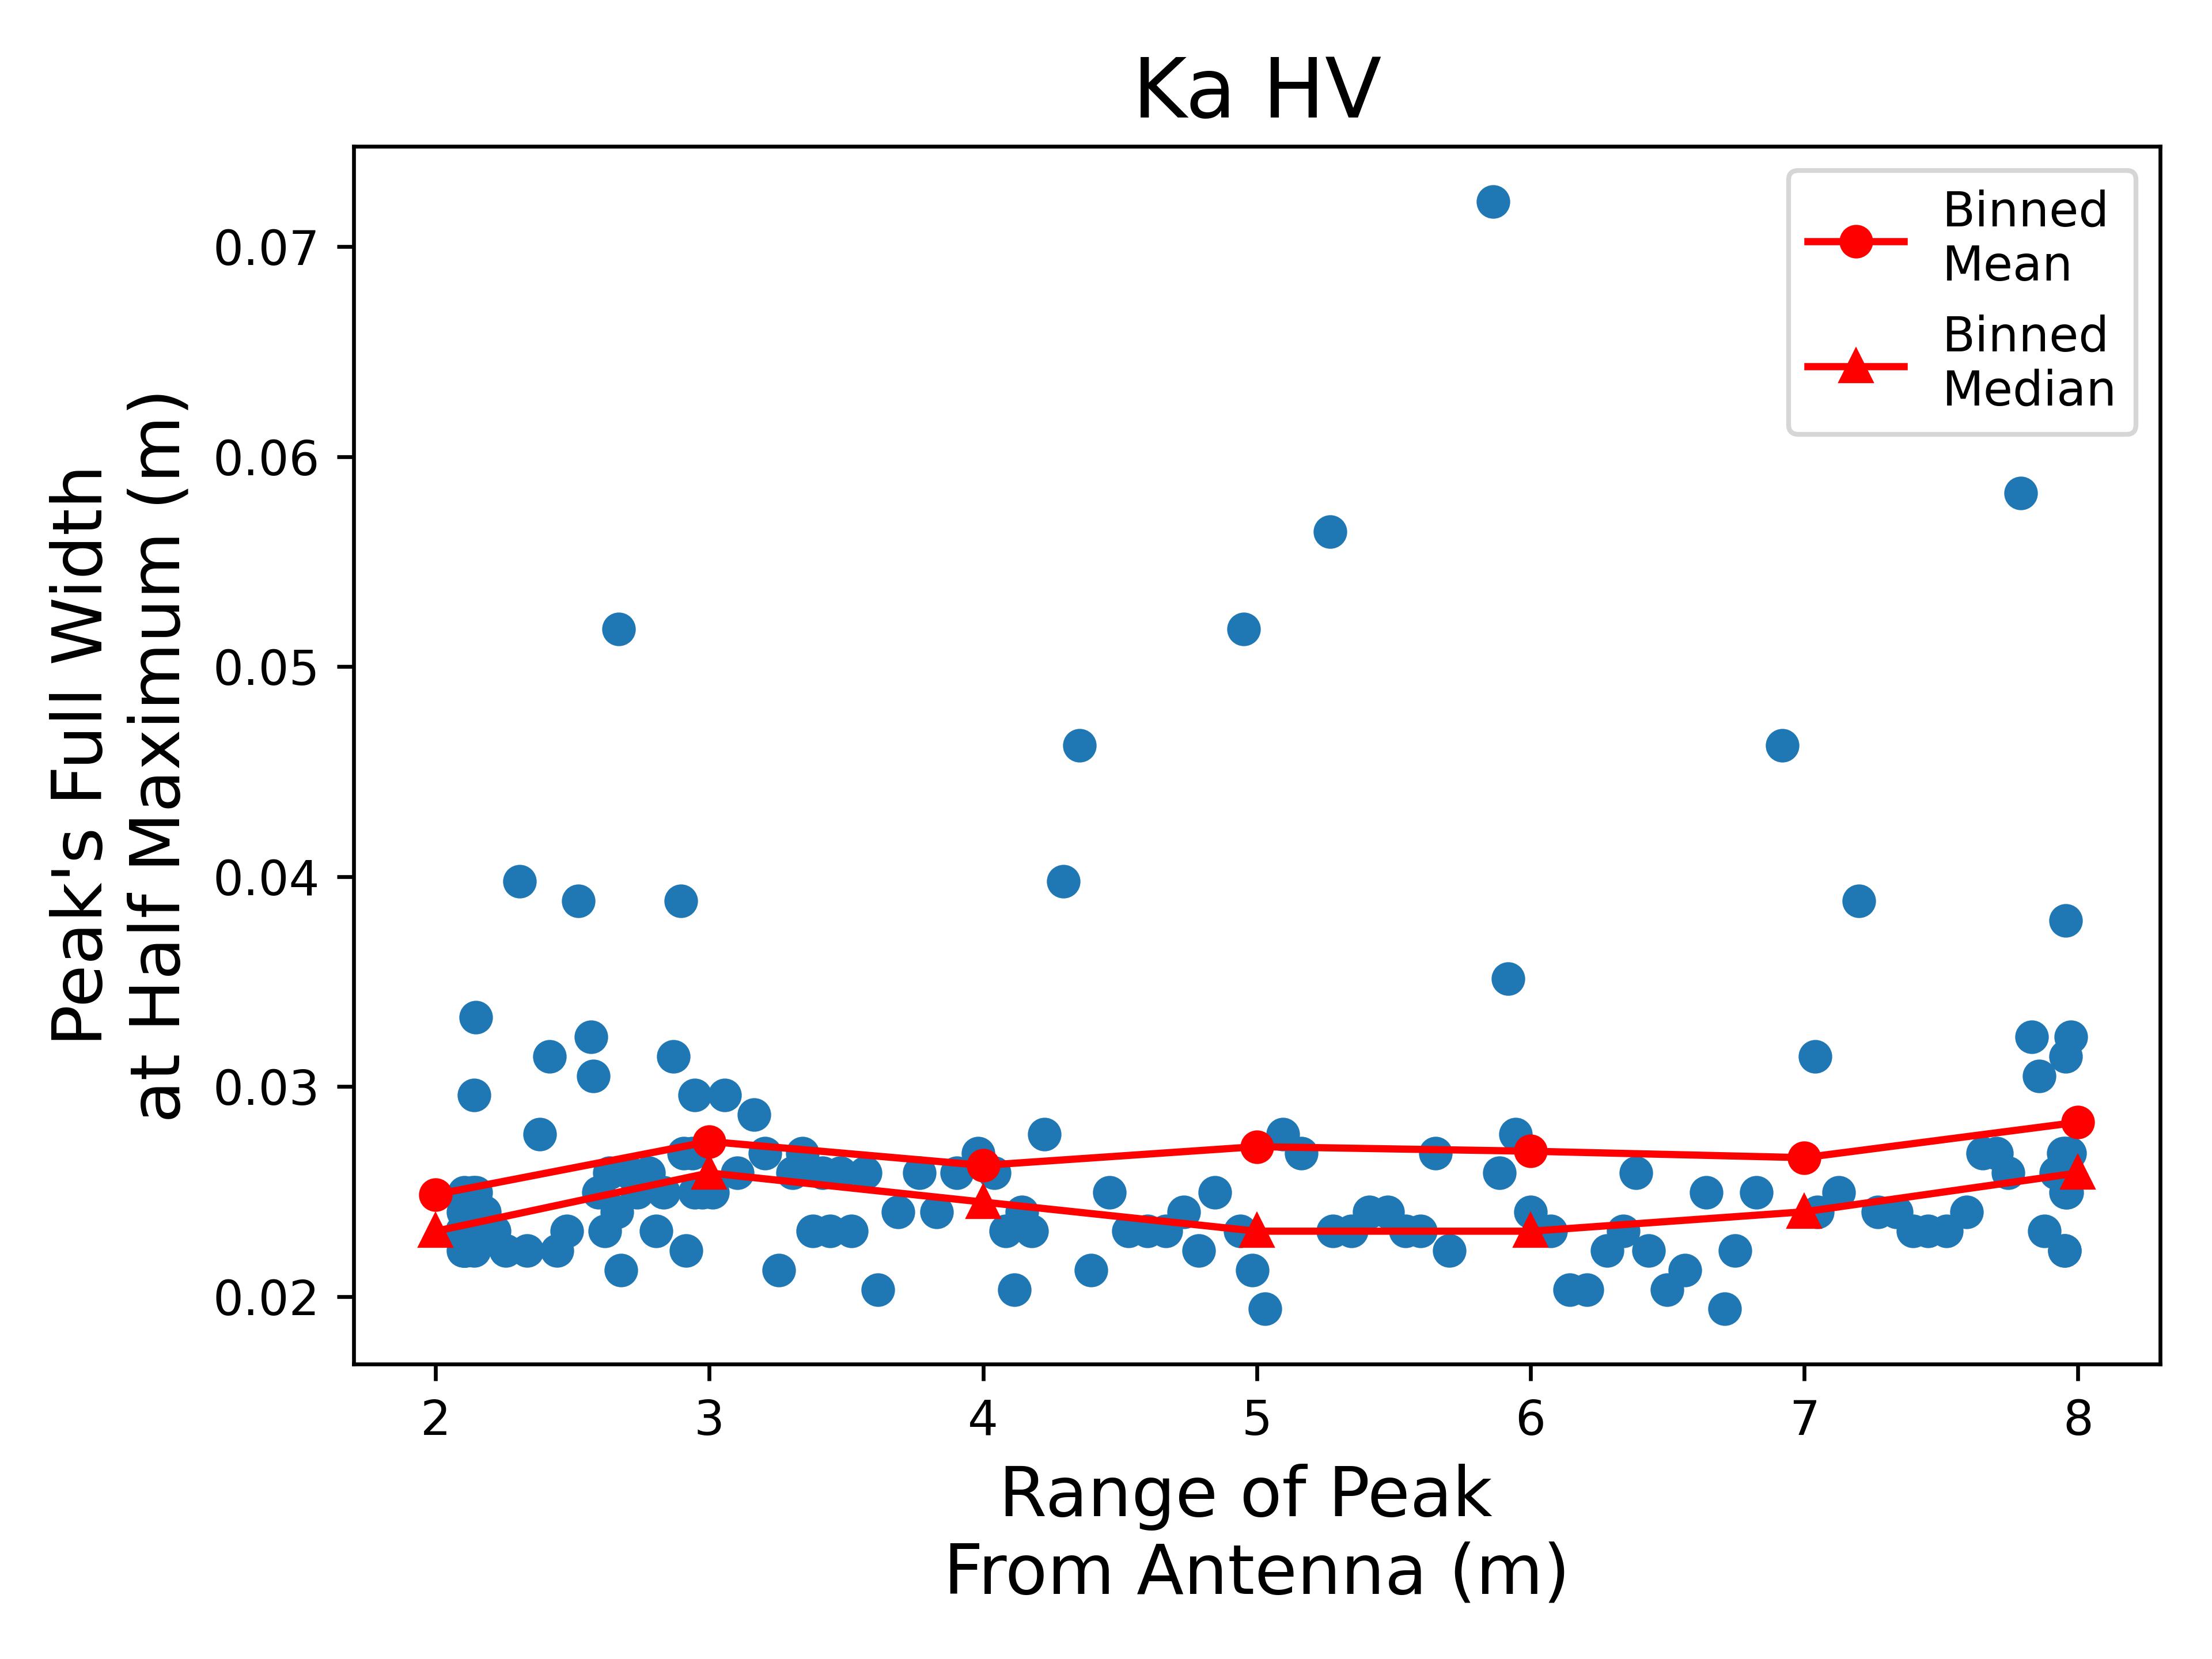 Ka HV
Binned
Mean
Binned
Median
Peak's Full Width
at Half Maximum (m)
0.07
0.06
0.05
0.04
0.03
0.02
2 3 4 5 6 7 8
Range of Peak
From Antenna (m)